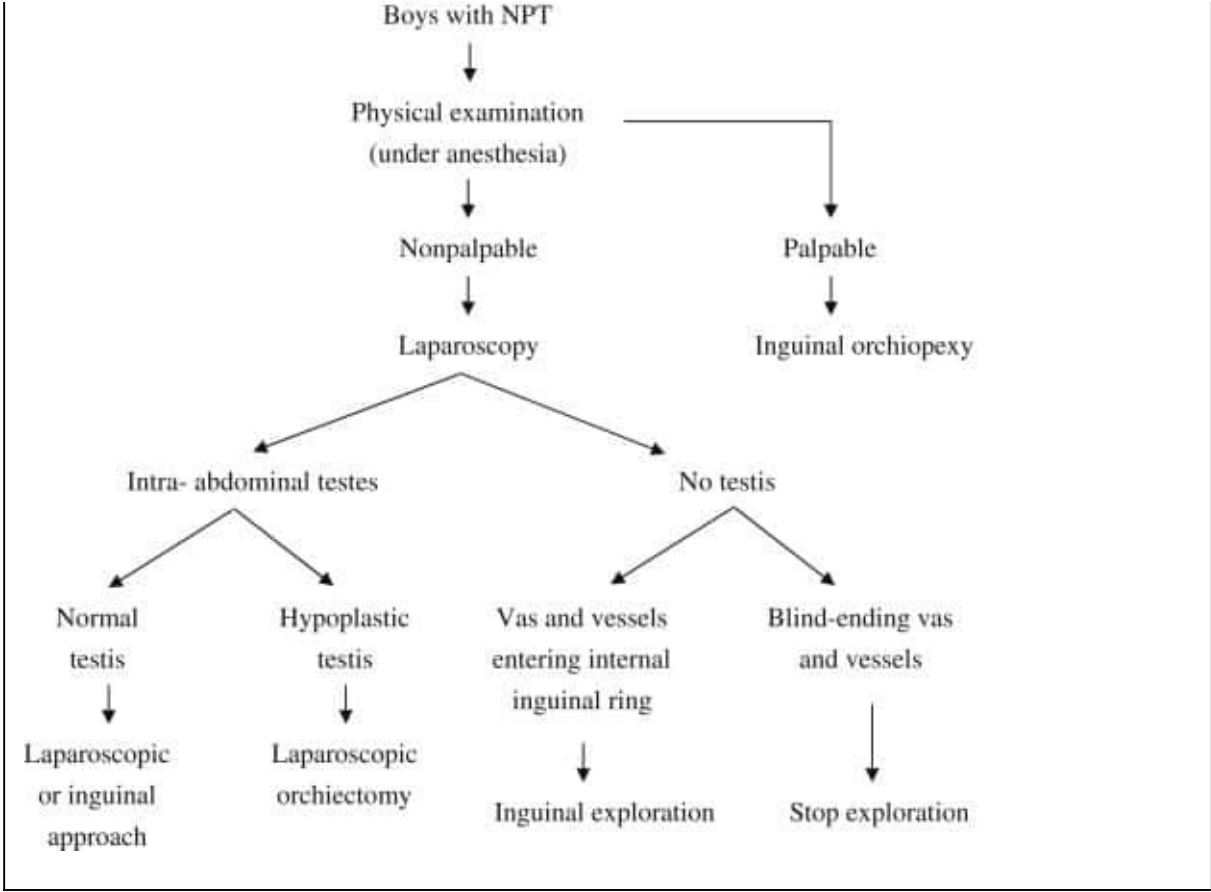 Boys with NPT
Physical examination
(under anesthesia)
Nonpalpable
Palpable
Laparoscopy
Inguinal orchiopexy
Intra- abdominal testes
No testis
Normal
testis
Hypoplastic
testis
Vas and vessels
entering internal
inguinal ring
Blind-ending vas
and vessels
Laparoscopic
or inguinal
approach
Laparoscopic
orchiectomy
Inguinal exploration
Stop exploration